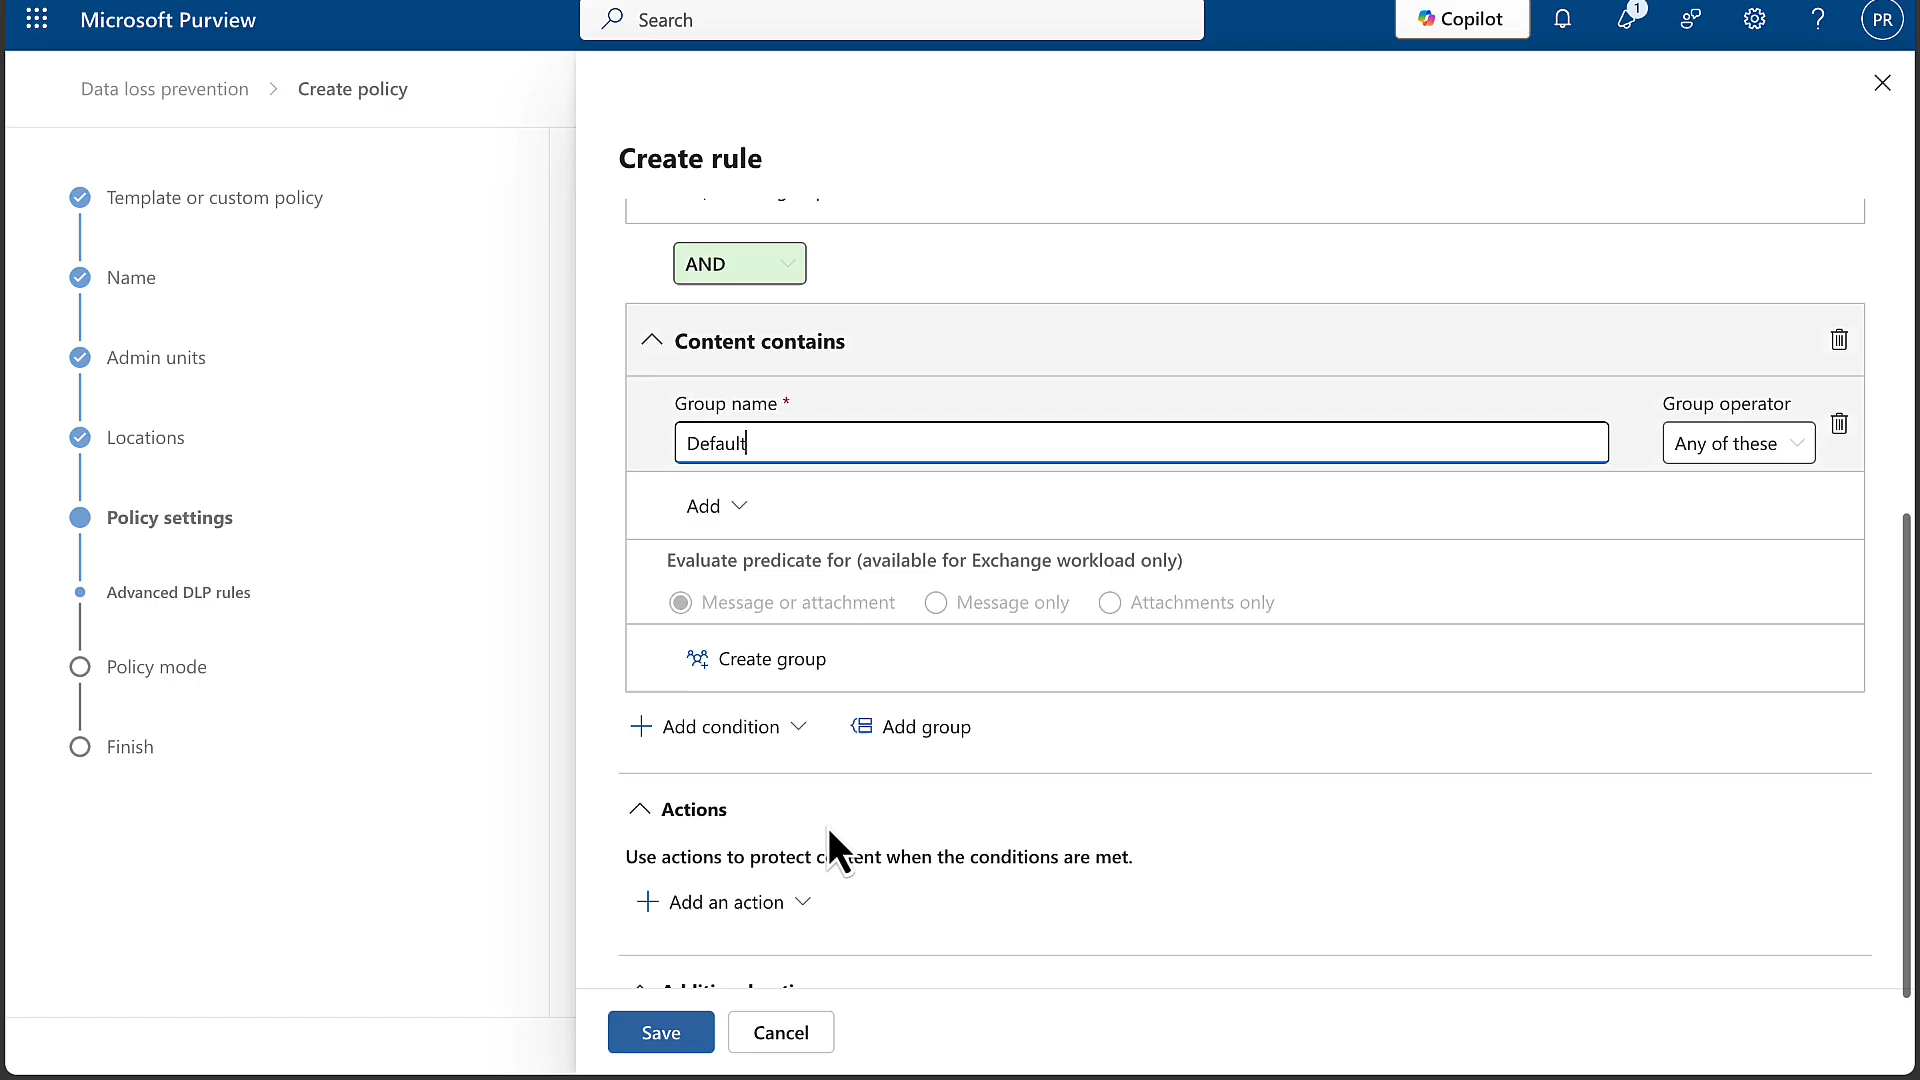 Microsoft Purview
Search
Copilot
1
PR
Data loss prevention > Create policy
Create rule
Template or custom policy
Name
Admin units
Locations
Policy settings
Advanced DLP rules
Policy mode
Finish
AND
Content contains
Group name *
Group operator
Default
Any of these
Add
Evaluate predicate for (available for Exchange workload only)
Message or attachment
Message only
Attachments only
Create group
Add condition
Add group
Actions
Use actions to protect content when the conditions are met.
Add an action
Save
Cancel